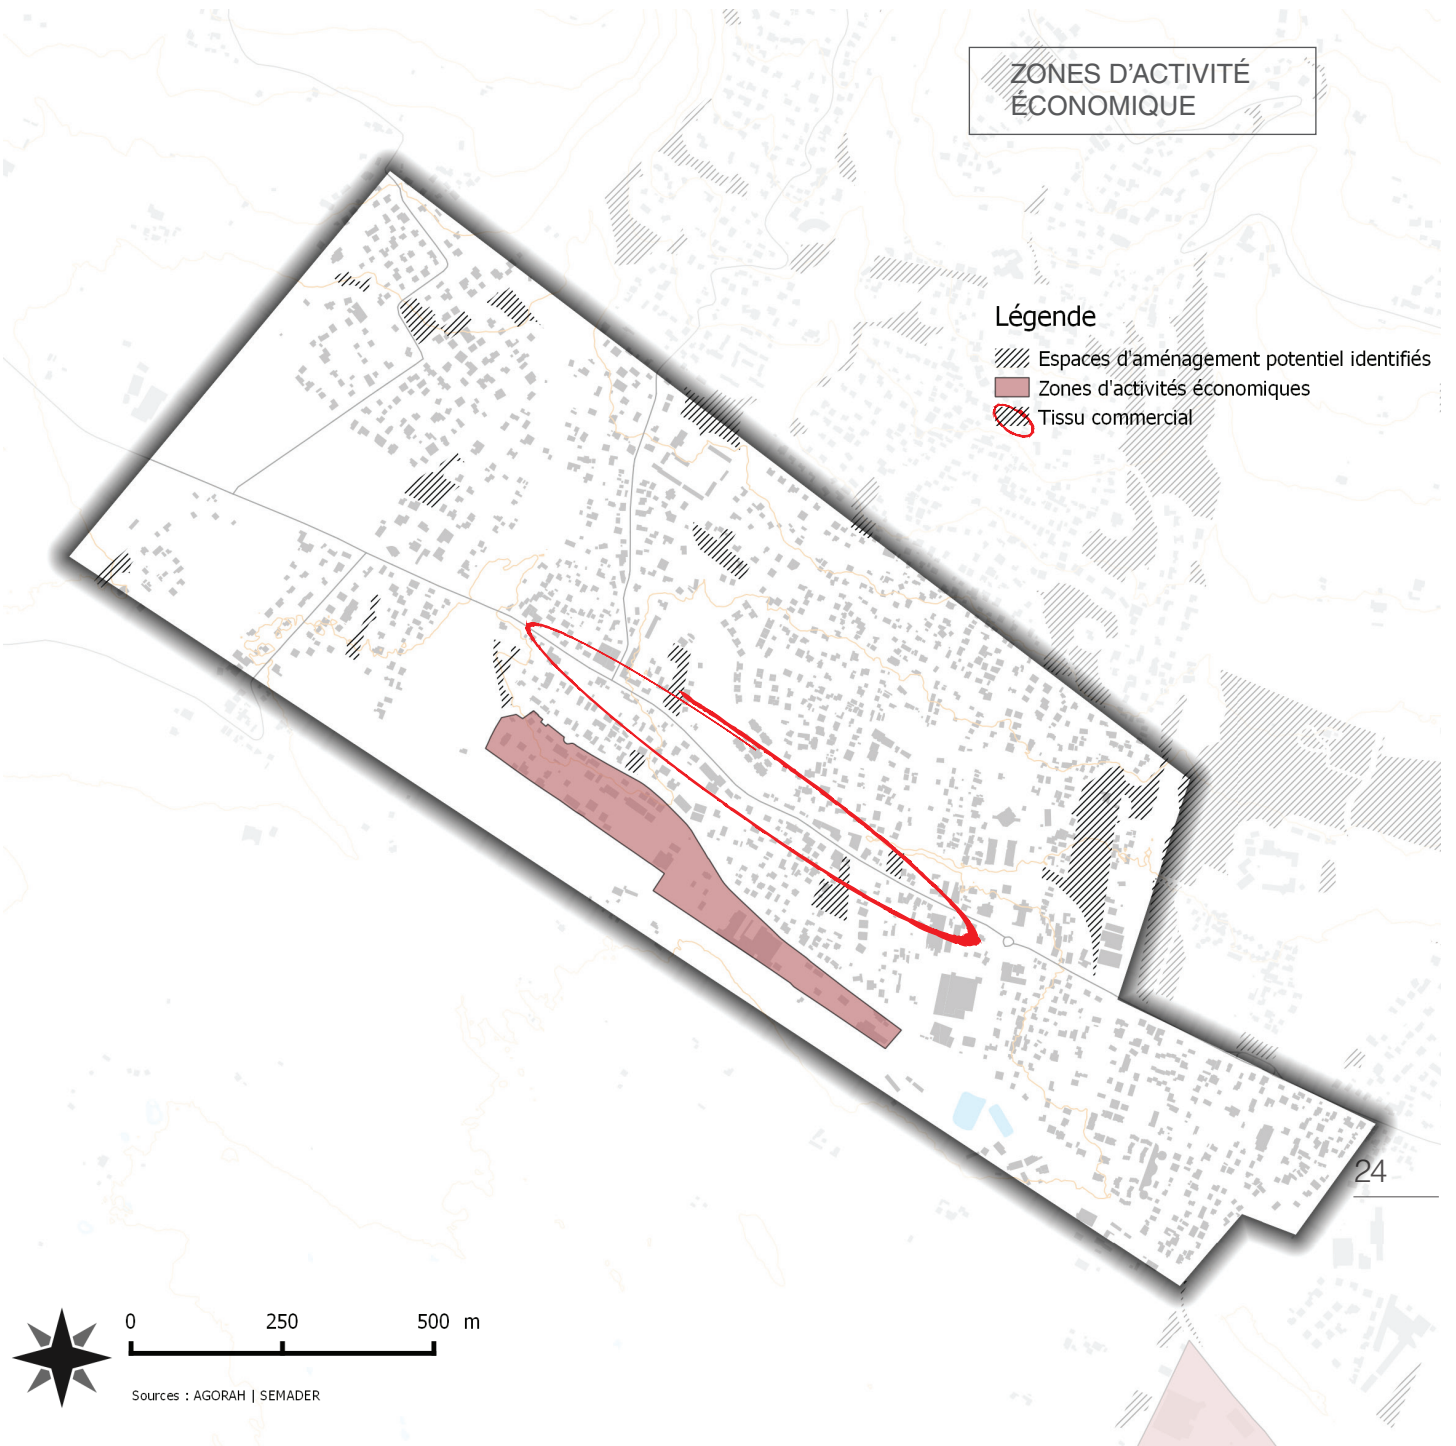 ZONES D’ACTIVITÉ
ÉCONOMIQUE
Légende
Espaces d'aménagement potentiel identifiés
Zones d'activités économiques
Tissu commercial
24
0 250 500 m
Sources : AGORAH | SEMADER